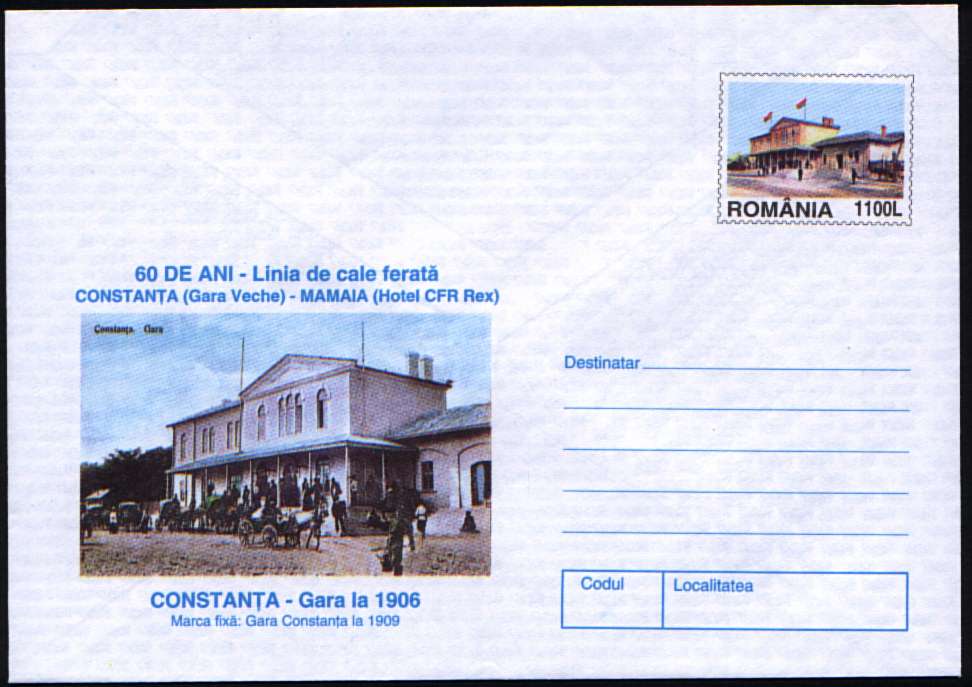 ROMÂNIA 1100L
60 DE ANI - Linia de cale ferată
CONSTANȚA (Gara Veche) - MAMAIA (Hotel CFR Rex)
Constanța. Gara
Destinatar
CONSTANȚA - Gara la 1906
Marca fixă: Gara Constanța la 1909
Codul
Localitatea